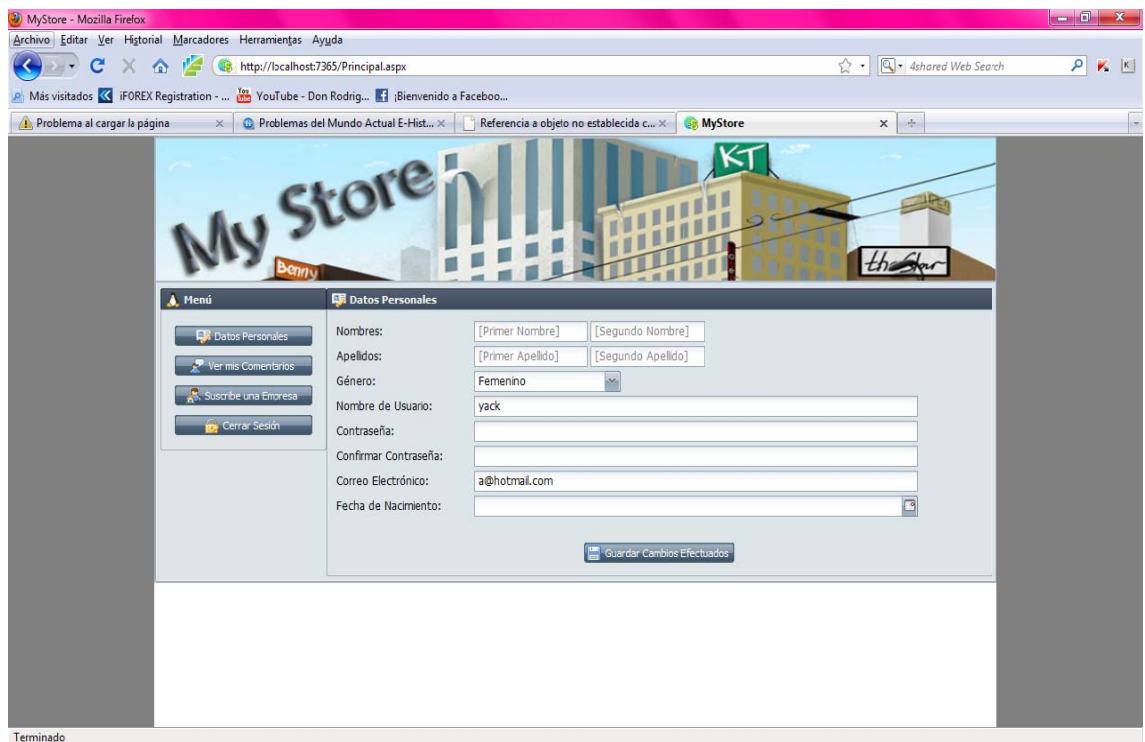 MyStore - Mozilla Firefox
Archivo Editar Ver Historial Marcadores Herramientas Ayuda
http://localhost:7365/Principal.aspx
4shared Web Search
Más visitados iFOREX Registration - ... YouTube - Don Rodrig... ¡Bienvenido a Faceboo...
Problema al cargar la página
Problemas del Mundo Actual E-Hist...
Referencia a objeto no establecida c...
MyStore
My Store
Benny
KT
the Star
Menú
Datos Personales
Ver mis Comentarios
Suscribe una Empresa
Cerrar Sesión
Datos Personales
Nombres: [Primer Nombre] [Segundo Nombre]
Apellidos: [Primer Apellido] [Segundo Apellido]
Género: Femenino
Nombre de Usuario: yack
Contraseña:
Confirmar Contraseña:
Correo Electrónico: a@hotmail.com
Fecha de Nacimiento:
Guardar Cambios Efectuados
Terminado